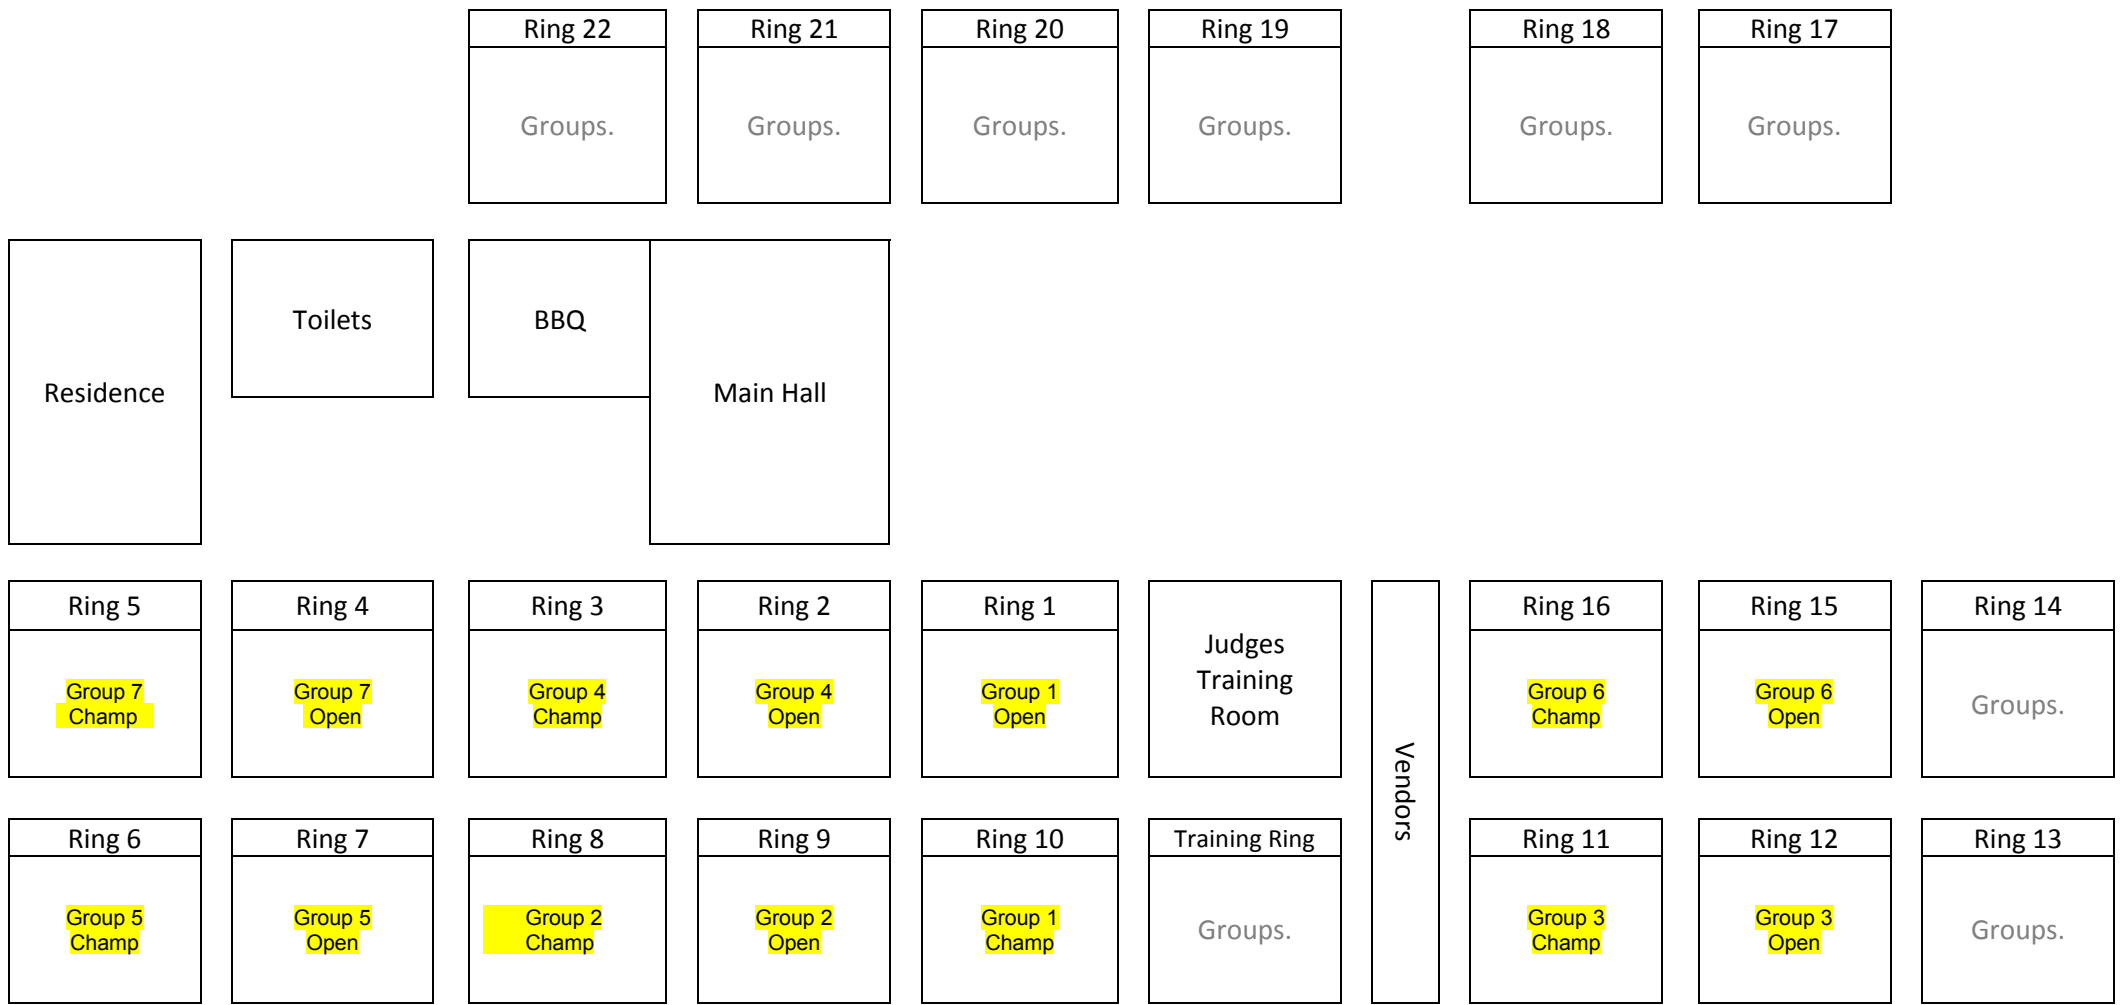 Ring 22
Ring 21
Ring 20
Ring 19
Ring 18
Ring 17
Groups.
Groups.
Groups.
Groups.
Groups.
Groups.
Residence
Toilets
BBQ
Main Hall
Ring 5
Ring 4
Ring 3
Ring 2
Ring 1
Judges
Training
Room
Vendors
Ring 16
Ring 15
Ring 14
Group 7
Champ
Group 7
Open
Group 4
Champ
Group 4
Open
Group 1
Open
Group 6
Champ
Group 6
Open
Groups.
Ring 6
Ring 7
Ring 8
Ring 9
Ring 10
Training Ring
Ring 11
Ring 12
Ring 13
Group 5
Champ
Group 5
Open
Group 2
Champ
Group 2
Open
Group 1
Champ
Groups.
Group 3
Champ
Group 3
Open
Groups.